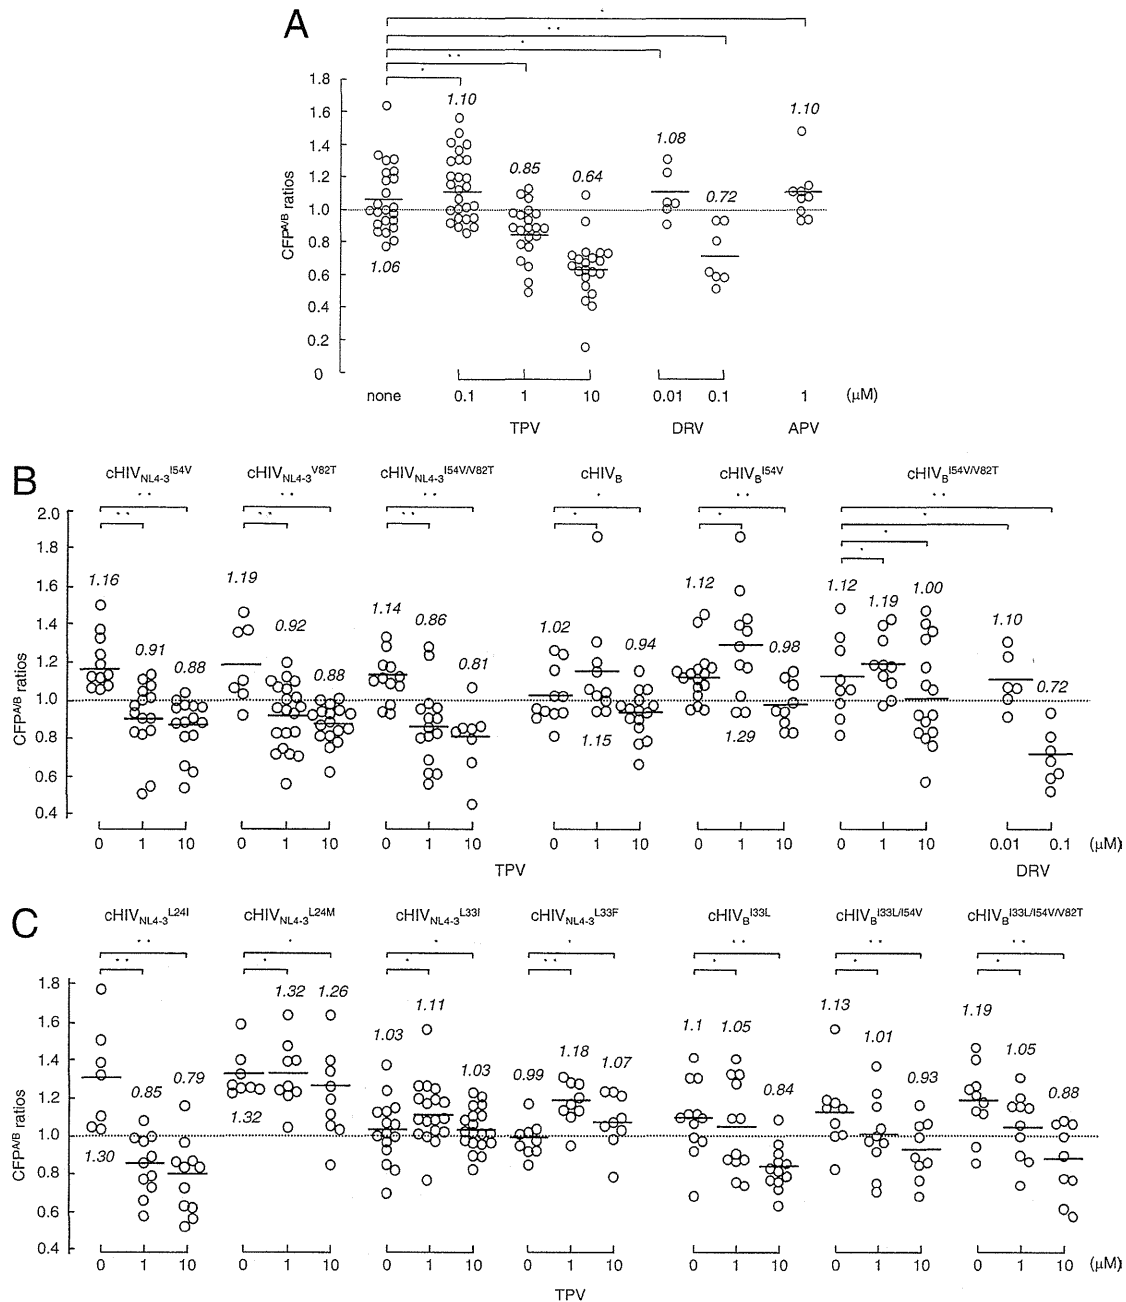 A
1.8
1.6
1.4
1.2
1.0
0.8
0.6
0.4
0.2
0
CFP^A/B ratios
1.06
1.10
0.85
0.64
1.08
0.72
1.10
none 0.1 1 10 0.01 0.1 1 (μM)
TPV DRV APV
B
cHIV_NL4-3^I54V cHIV_NL4-3^V82T cHIV_NL4-3^I54V/V82T cHIV_B cHIV_B^I54V cHIV_B^I54V/V82T
2.0
1.8
1.6
1.4
1.2
1.0
0.8
0.6
0.4
CFP^A/B ratios
1.16 0.91 0.88
1.19 0.92 0.88
1.14 0.86 0.81
1.02 1.15 0.94
1.12 1.29 0.98
1.12 1.19 1.00 1.10 0.72
0 1 10 0 1 10 0 1 10 0 1 10 0 1 10 0 1 10 0.01 0.1 (μM)
TPV DRV
C
cHIV_NL4-3^L24I cHIV_NL4-3^L24M cHIV_NL4-3^L33I cHIV_NL4-3^L33F cHIV_B^I33L cHIV_B^I33L/I54V cHIV_B^I33L/I54V/V82T
1.8
1.6
1.4
1.2
1.0
0.8
0.6
0.4
CFP^A/B ratios
1.30 0.85 0.79
1.32 1.32 1.26
1.03 1.11 1.03
0.99 1.18 1.07
1.1 1.05 0.84
1.13 1.01 0.93
1.19 1.05 0.88
0 1 10 0 1 10 0 1 10 0 1 10 0 1 10 0 1 10 0 1 10 (μM)
TPV